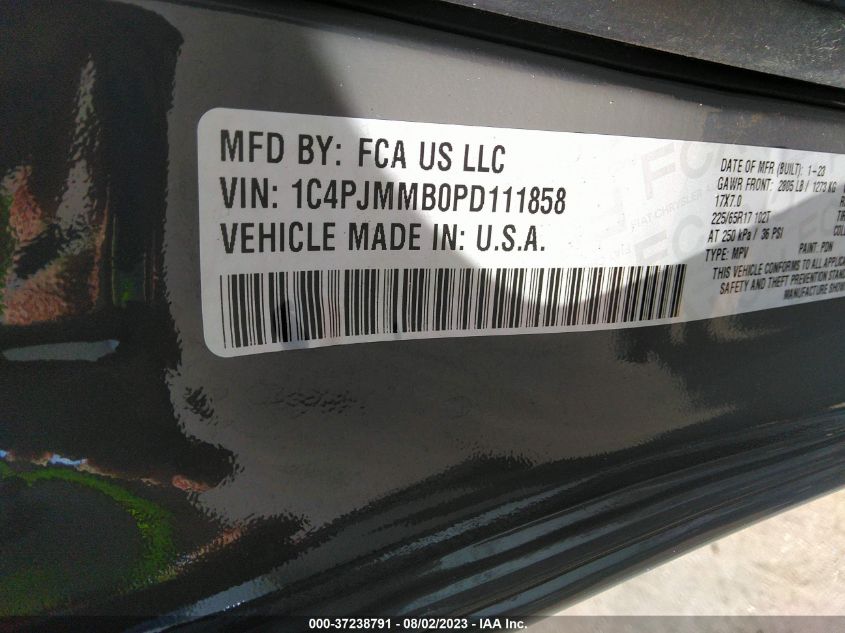 MFD BY: FCA US LLC
VIN: 1C4PJMMB0PD111858
VEHICLE MADE IN: U.S.A.
DATE OF MFR (BUILT): 1-23
GAWR FRONT: 2805 LB / 1273 KG
17X7.0
225/65R17 102T
AT 250 kPa / 36 PSI
TYPE: MPV PAINT: PDN
THIS VEHICLE CONFORMS TO ALL
SAFETY AND THEFT PREVENTION
MANUFACTURE SHOW
000-37238791 - 08/02/2023 - IAA Inc.